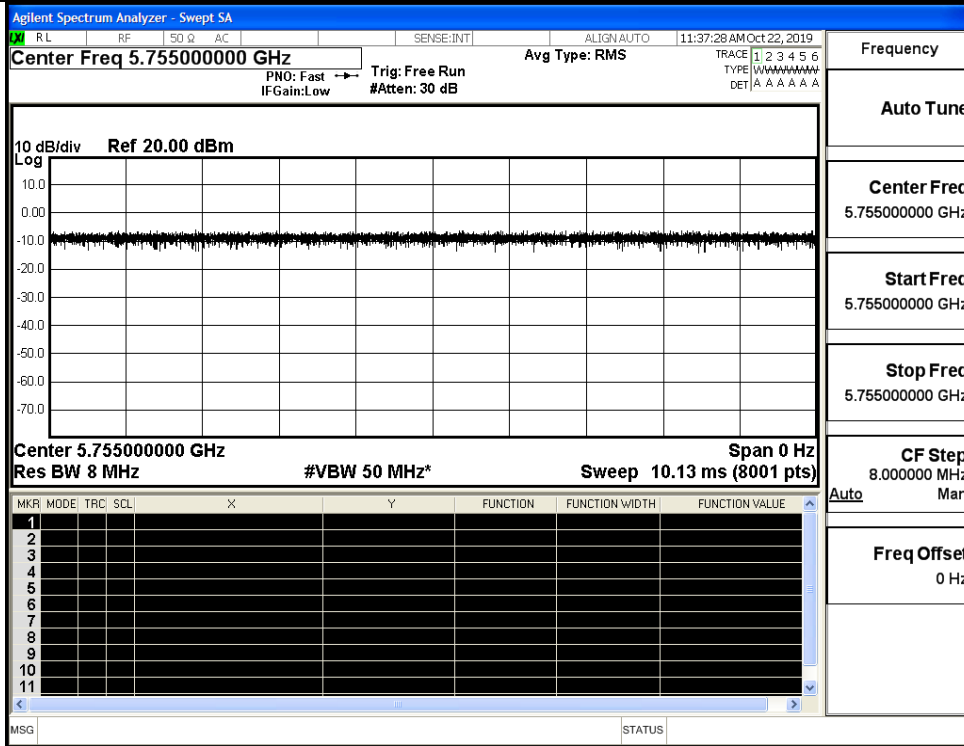 Agilent Spectrum Analyzer - Swept SA
LXI RL RF 50 Ω AC SENSE:INT ALIGNAUTO 11:37:28 AM Oct 22, 2019
Center Freq 5.755000000 GHz
Avg Type: RMS
TRACE 1 2 3 4 5 6
PNO: Fast Trig: Free Run
TYPE WWWWWW
IFGain:Low #Atten: 30 dB
DET A A A A A A
10 dB/div Ref 20.00 dBm
Log
10.0
0.00
-10.0
-20.0
-30.0
-40.0
-50.0
-60.0
-70.0
Center 5.755000000 GHz Span 0 Hz
Res BW 8 MHz #VBW 50 MHz* Sweep 10.13 ms (8001 pts)
MKR MODE TRC SCL X Y FUNCTION FUNCTION WIDTH FUNCTION VALUE
1
2
3
4
5
6
7
8
9
10
11
MSG STATUS
Frequency
Auto Tune
Center Freq
5.755000000 GHz
Start Freq
5.755000000 GHz
Stop Freq
5.755000000 GHz
CF Step
8.000000 MHz
Auto Man
Freq Offset
0 Hz